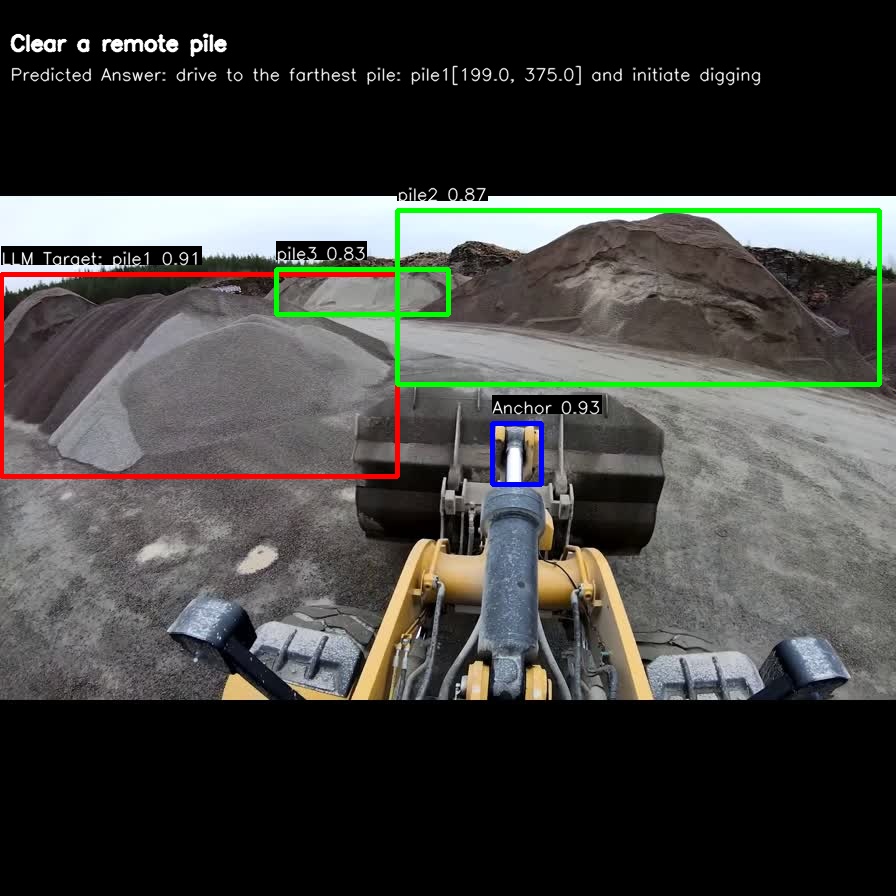 Clear a remote pile
Predicted Answer: drive to the farthest pile: pile1[199.0, 375.0] and initiate digging
pile2 0.87
LLM Target: pile1 0.91
pile3 0.83
Anchor 0.93